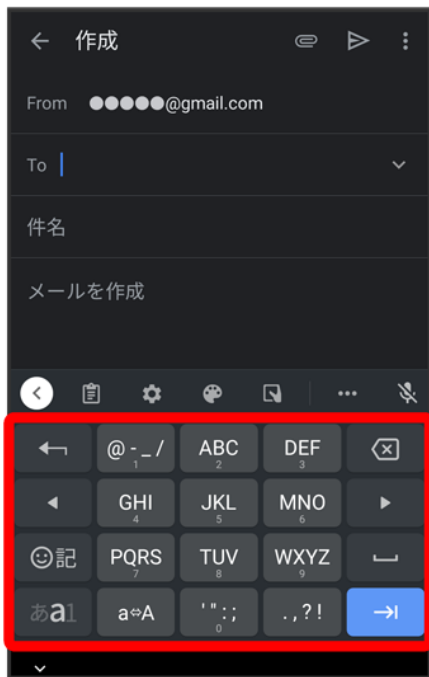 作成
From ●●●●●@gmail.com
To
件名
メールを作成
@-_/ ABC DEF
1 2 3
GHI JKL MNO
4 5 6
記 PQRS TUV WXYZ
7 8 9
あa1 a⇔A '":; .,?!
0